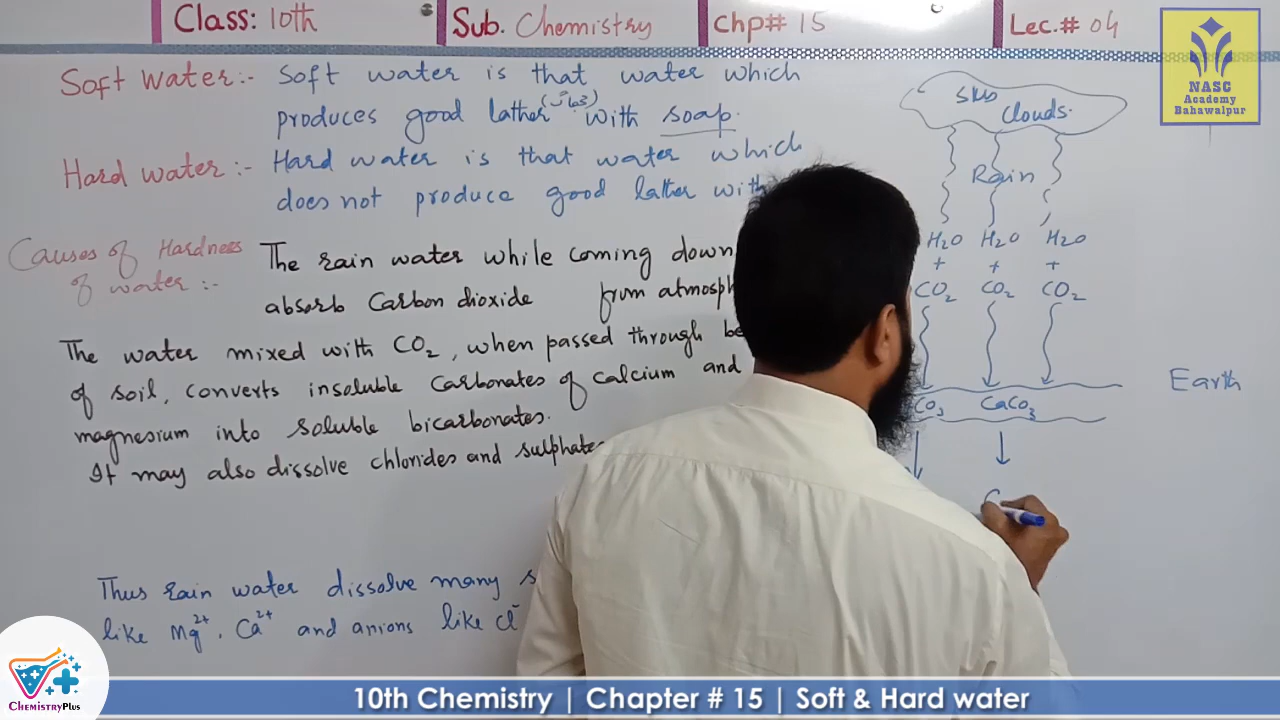 Class: 10th
Sub. Chemistry
Chp# 15
Lec.# 04
NASC
Academy
Bahawalpur
Soft water:- Soft water is that water which
produces good lather with soap.
Hard water:- Hard water is that water which
does not produce good latter with
Causes of Hardness
of water:-
The rain water while coming down
absorb Carbon dioxide from atmosph
The water mixed with CO2, when passed through be
of soil, converts insoluble Carbonates of calcium and
magnesium into soluble bicarbonates.
It may also dissolve chlorides and sulphates
Thus rain water dissolve many s
like Mg2+, Ca2+ and anions like Cl-
clouds.
Rain
H2O H2O H2O
+ + +
CO2 CO2 CO2
Earth
CO3 CaCO3
C
ChemistryPlus
10th Chemistry | Chapter # 15 | Soft & Hard water